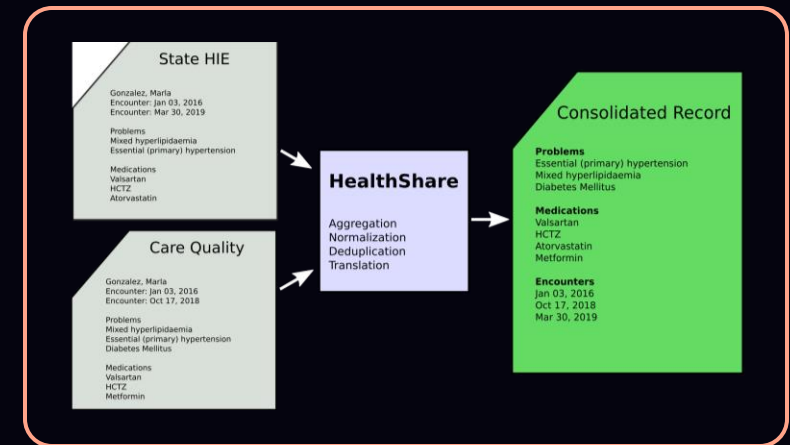 State HIE
Gonzalez, Marla
Encounter: Jan 03, 2016
Encounter: Mar 30, 2019
Problems
Mixed hyperlipidaemia
Essential (primary) hypertension
Medications
Valsartan
HCTZ
Atorvastatin
Care Quality
Gonzalez, Marla
Encounter: Jan 03, 2016
Encounter: Oct 17, 2018
Problems
Mixed hyperlipidaemia
Essential (primary) hypertension
Diabetes Mellitus
Medications
Valsartan
HCTZ
Metformin
HealthShare
Aggregation
Normalization
Deduplication
Translation
Consolidated Record
Problems
Essential (primary) hypertension
Mixed hyperlipidaemia
Diabetes Mellitus
Medications
Valsartan
HCTZ
Atorvastatin
Metformin
Encounters
Jan 03, 2016
Oct 17, 2018
Mar 30, 2019